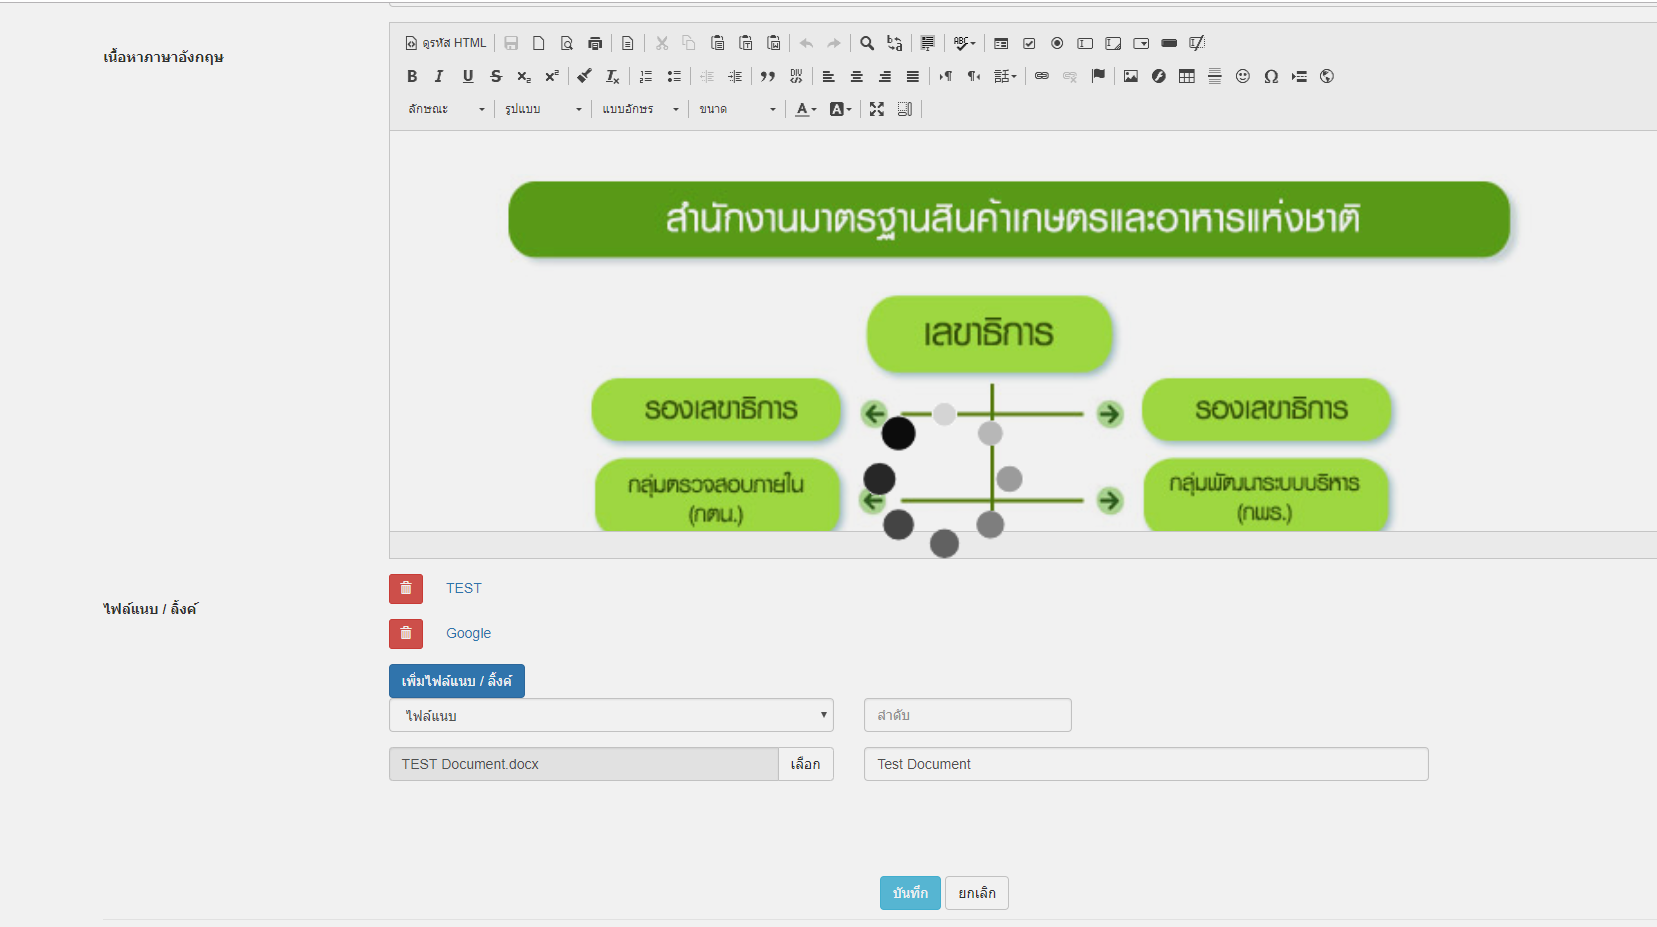 เนื้อหาภาษาอังกฤษ
ดูรหัส HTML
ลักษณะ รูปแบบ แบบอักษร ขนาด
สำนักงานมาตรฐานสินค้าเกษตรและอาหารแห่งชาติ
เลขาธิการ
รองเลขาธิการ รองเลขาธิการ
กลุ่มตรวจสอบภายใน
(กตน.)
กลุ่มพัฒนาระบบบริหาร
(กพร.)
ไฟล์แนบ / ลิ้งค์
TEST
Google
เพิ่มไฟล์แนบ / ลิ้งค์
ไฟล์แนบ ลำดับ
TEST Document.docx เลือก Test Document
บันทึก ยกเลิก